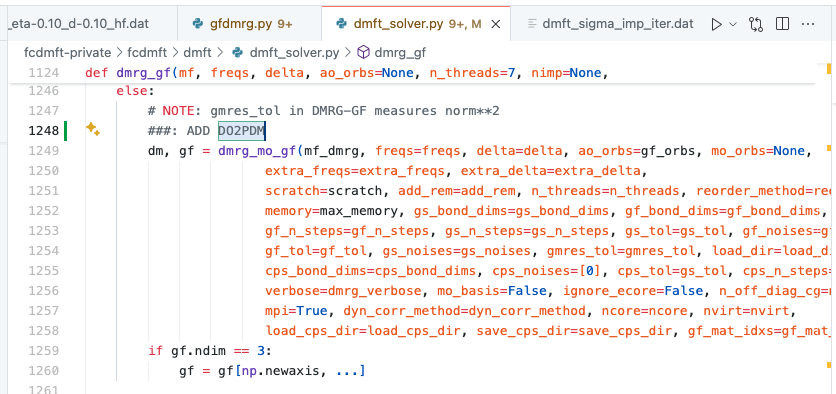 _eta-0.10_d-0.10_hf.dat gfdmrg.py 9+ dmft_solver.py 9+, M dmft_sigma_imp_iter.dat
fcdmft-private > fcdmft > dmft > dmft_solver.py > dmrg_gf
1124 def dmrg_gf(mf, freqs, delta, ao_orbs=None, n_threads=7, nimp=None,
1246 else:
1247 # NOTE: gmres_tol in DMRG-GF measures norm**2
1248 ###: ADD DO2PDM
1249 dm, gf = dmrg_mo_gf(mf_dmrg, freqs=freqs, delta=delta, ao_orbs=gf_orbs, mo_orbs=None,
1250 extra_freqs=extra_freqs, extra_delta=extra_delta,
1251 scratch=scratch, add_rem=add_rem, n_threads=n_threads, reorder_method=reo
1252 memory=max_memory, gs_bond_dims=gs_bond_dims, gf_bond_dims=gf_bond_dims,
1253 gf_n_steps=gf_n_steps, gs_n_steps=gs_n_steps, gs_tol=gs_tol, gf_noises=gf
1254 gf_tol=gf_tol, gs_noises=gs_noises, gmres_tol=gmres_tol, load_dir=load_d
1255 cps_bond_dims=cps_bond_dims, cps_noises=[0], cps_tol=gs_tol, cps_n_steps=
1256 verbose=dmrg_verbose, mo_basis=False, ignore_ecore=False, n_off_diag_cg=n
1257 mpi=True, dyn_corr_method=dyn_corr_method, ncore=ncore, nvirt=nvirt,
1258 load_cps_dir=load_cps_dir, save_cps_dir=save_cps_dir, gf_mat_idxs=gf_mat_
1259 if gf.ndim == 3:
1260 gf = gf[np.newaxis, ...]
1261